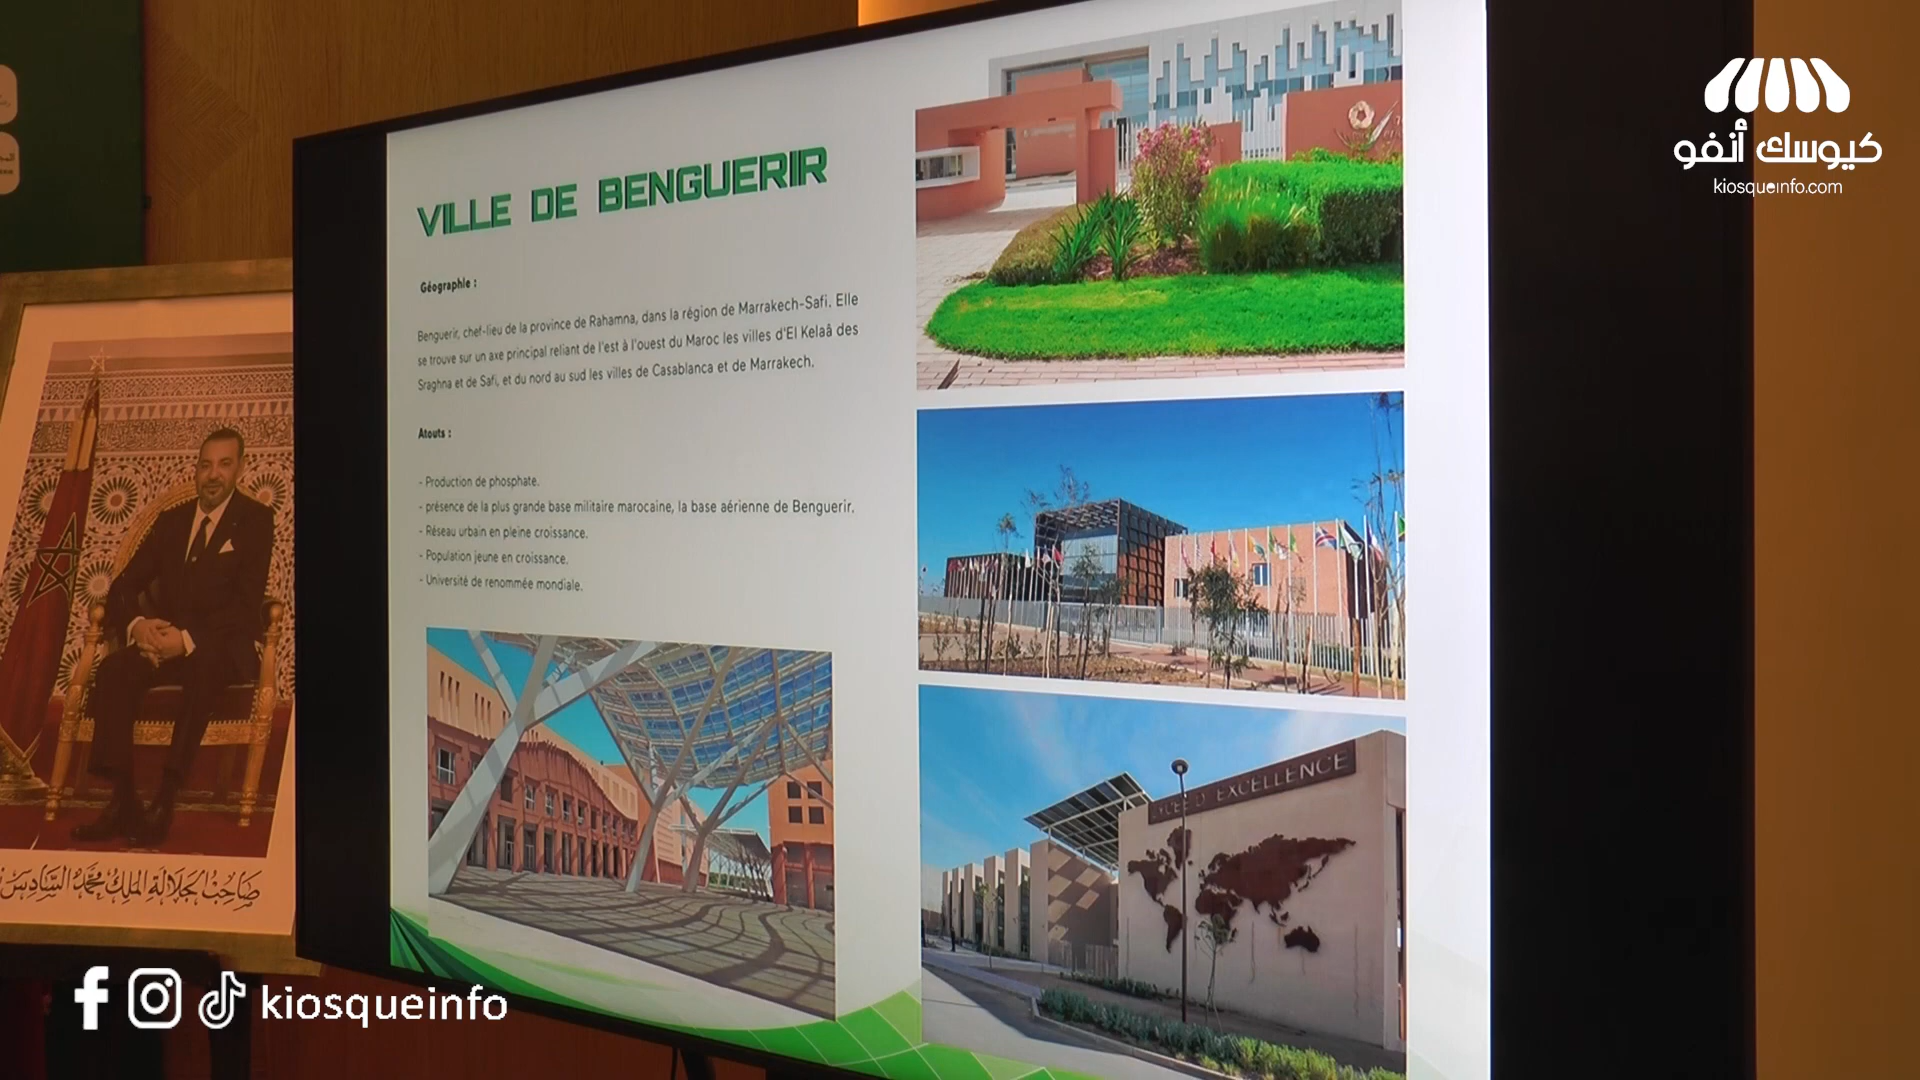 كيوسك أنفو
kiosqueinfo.com
VILLE DE BENGUERIR
Géographie :
Benguerir, chef-lieu de la province de Rahamna, dans la région de Marrakech-Safi. Elle
se trouve sur un axe principal reliant de l'est à l'ouest du Maroc les villes d'El Kelaâ des
Sraghna et de Safi, et du nord au sud les villes de Casablanca et de Marrakech.
Atouts :
- Production de phosphate.
- présence de la plus grande base militaire marocaine, la base aérienne de Benguerir.
- Réseau urbain en pleine croissance.
- Population jeune en croissance.
- Université de renommée mondiale.
LYCEE D'EXCELLENCE
صاحب الجلالة الملك محمد السادس
kiosqueinfo